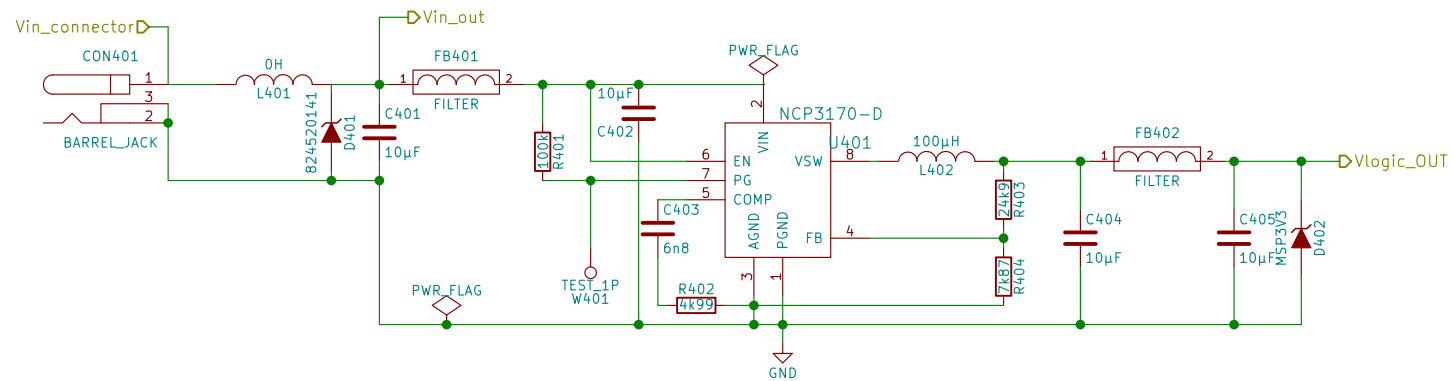 Vin_connector
Vin_out
CON401
1
3
2
BARREL_JACK
0H
L401
824520141
D401
C401
10µF
FB401
1
2
FILTER
100k
R401
10µF
C402
PWR_FLAG
2
NCP3170-D
U401
VIN
6
EN
7
PG
5
COMP
AGND
PGND
VSW
8
FB
4
3
1
C403
6n8
TEST_1P
W401
R402
4k99
PWR_FLAG
GND
100µH
L402
24k9
R403
7k87
R404
C404
10µF
FB402
1
2
FILTER
C405
10µF
MSP3V3
D402
Vlogic_OUT